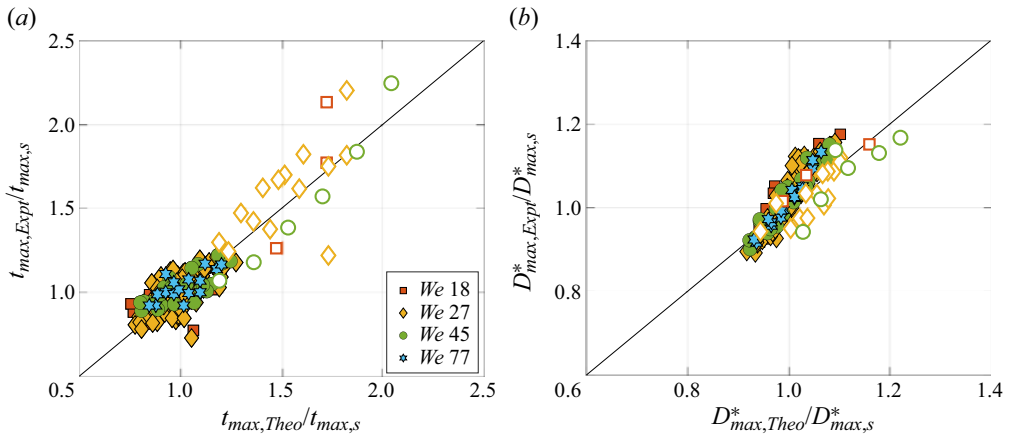 (a)
(b)
2.5
2.0
1.5
1.0
0.5
1.0
1.5
2.0
2.5
t_max,Expt/t_max,s
t_max,Theo/t_max,s
We 18
We 27
We 45
We 77
1.4
1.2
1.0
0.8
0.6
0.8
1.0
1.2
1.4
D*_max,Expt/D*_max,s
D*_max,Theo/D*_max,s